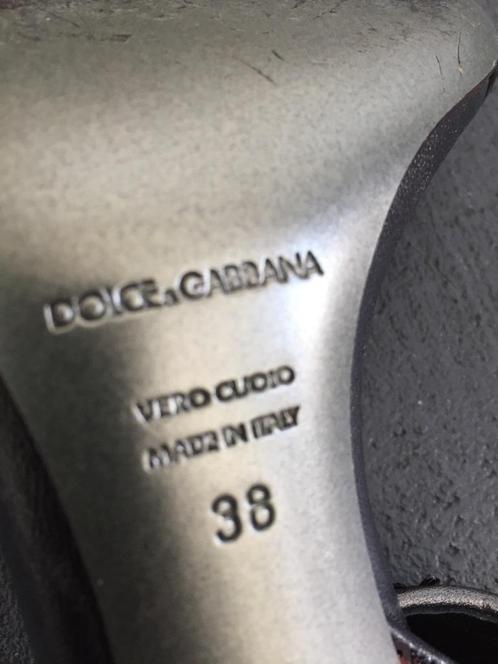 DOLCE & GABBANA
VERO CUOIO
MADE IN ITALY
38